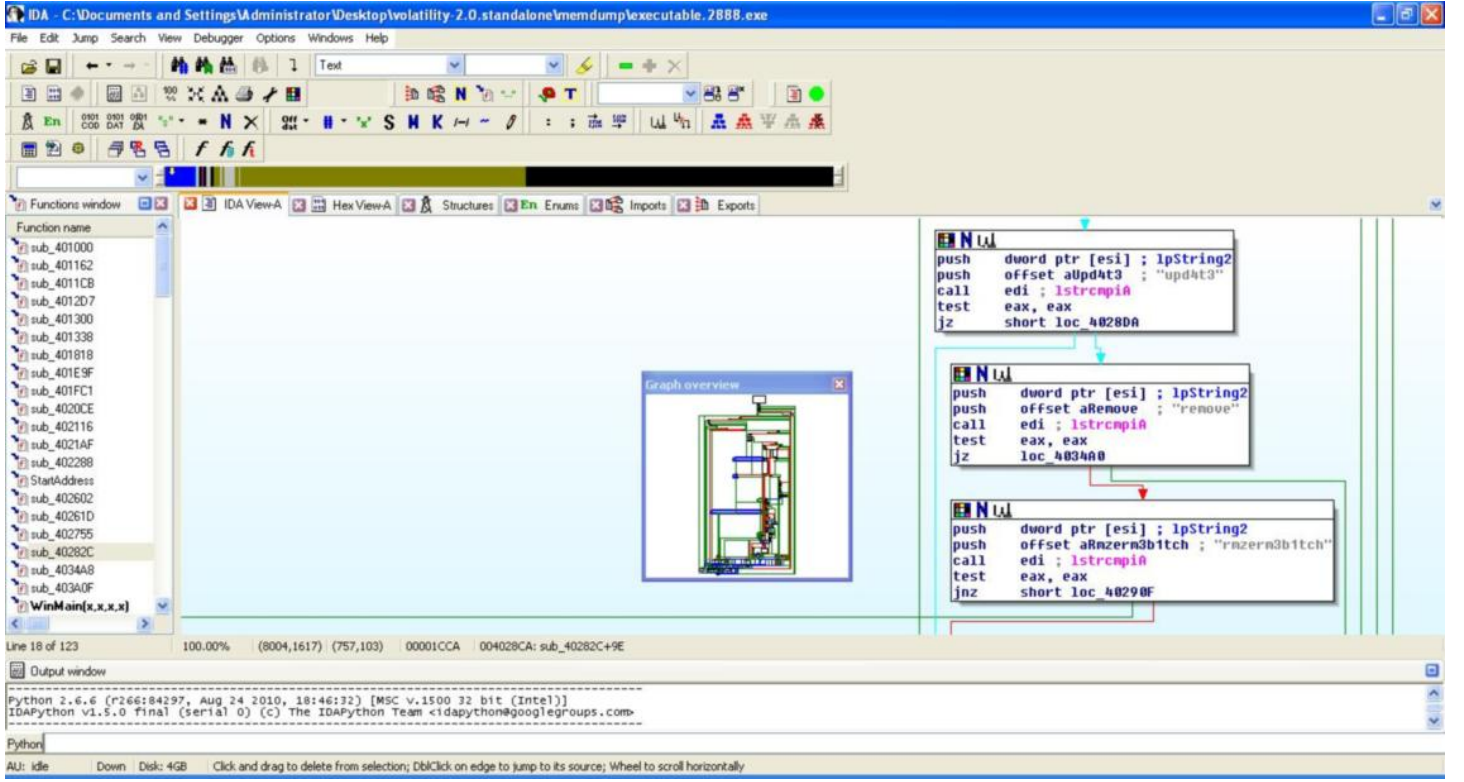 IDA - C:\Documents and Settings\Administrator\Desktop\volatility-2.0.standalone\memdump\executable.2888.exe
File Edit Jump Search View Debugger Options Windows Help
Text
En S M K
Functions window IDA View-A Hex View-A Structures En Enums Imports Exports
Function name
sub_401000
sub_401162
sub_4011CB
sub_4012D7
sub_401300
sub_401338
sub_401818
sub_401E9F
sub_401FC1
sub_4020CE
sub_402116
sub_4021AF
sub_402288
StartAddress
sub_402602
sub_40261D
sub_402755
sub_40282C
sub_4034A8
sub_403A0F
WinMain(x,x,x,x)
push dword ptr [esi] ; lpString2
push offset aUpd4t3 ; "upd4t3"
call edi ; lstrcmpiA
test eax, eax
jz short loc_4028DA
Graph overview
push dword ptr [esi] ; lpString2
push offset aRemove ; "remove"
call edi ; lstrcmpiA
test eax, eax
jz loc_4034A0
push dword ptr [esi] ; lpString2
push offset aRmzerm3b1tch ; "rmzerm3b1tch"
call edi ; lstrcmpiA
test eax, eax
jnz short loc_40290F
Line 18 of 123 100.00% (8004,1617) (757,103) 00001CCA 004028CA: sub_40282C+9E
Output window
Python 2.6.6 (r266:84297, Aug 24 2010, 18:46:32) [MSC v.1500 32 bit (Intel)]
IDAPython v1.5.0 final (serial 0) (c) The IDAPython Team <idapython@googlegroups.com>
Python
AU: idle Down Disk: 4GB Click and drag to delete from selection; DblClick on edge to jump to its source; Wheel to scroll horizontally